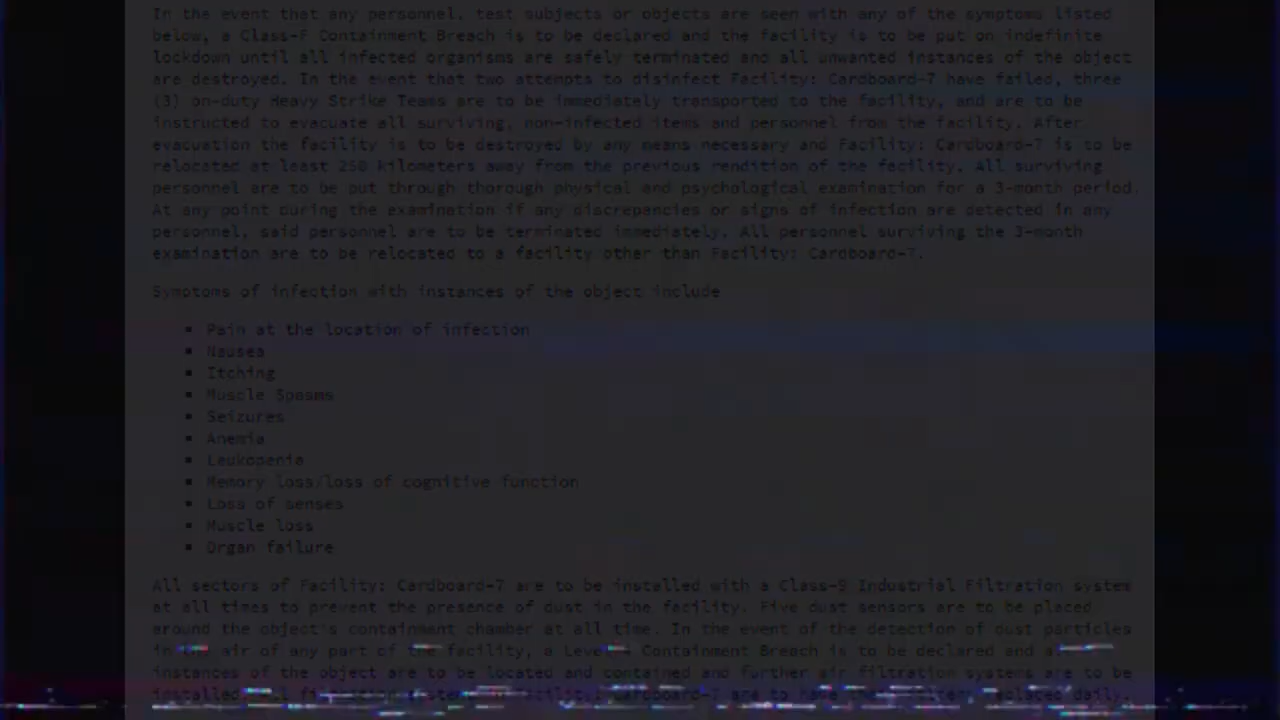 In the event that any personnel, test subjects or objects are seen with any of the symptoms listed
below, a Class-F Containment Breach is to be declared and the facility is to be put on indefinite
lockdown until all infected organisms are safely terminated and all unwanted instances of the object
are destroyed. In the event that two attempts to disinfect Facility: Cardboard-7 have failed, three
(3) on-duty Heavy Strike Teams are to be immediately transported to the facility, and are to be
instructed to evacuate all surviving, non-infected items and personnel from the facility. After
evacuation the facility is to be destroyed by any means necessary and Facility: Cardboard-7 is to be
relocated at least 250 kilometers away from the previous rendition of the facility. All surviving
personnel are to be put through thorough physical and psychological examination for a 3-month period.
At any point during the examination if any discrepancies or signs of infection are detected in any
personnel, said personnel are to be terminated immediately. All personnel surviving the 3-month
examination are to be relocated to a facility other than Facility: Cardboard-7.
Symptoms of infection with instances of the object include
▪ Pain at the location of infection
▪ Nausea
▪ Itching
▪ Muscle Spasms
▪ Seizures
▪ Anemia
▪ Leukopenia
▪ Memory loss/loss of cognitive function
▪ Loss of senses
▪ Muscle loss
▪ Organ failure
All sectors of Facility: Cardboard-7 are to be installed with a Class-9 Industrial Filtration system
at all times to prevent the presence of dust in the facility. Five dust sensors are to be placed
around the object's containment chamber at all time. In the event of the detection of dust particles
in the air of any part of the facility, a Containment Breach is to be declared and
instances of the object are to be located and contained and further air filtration systems are to be
installed Cardboard-7 are to have replaced daily.